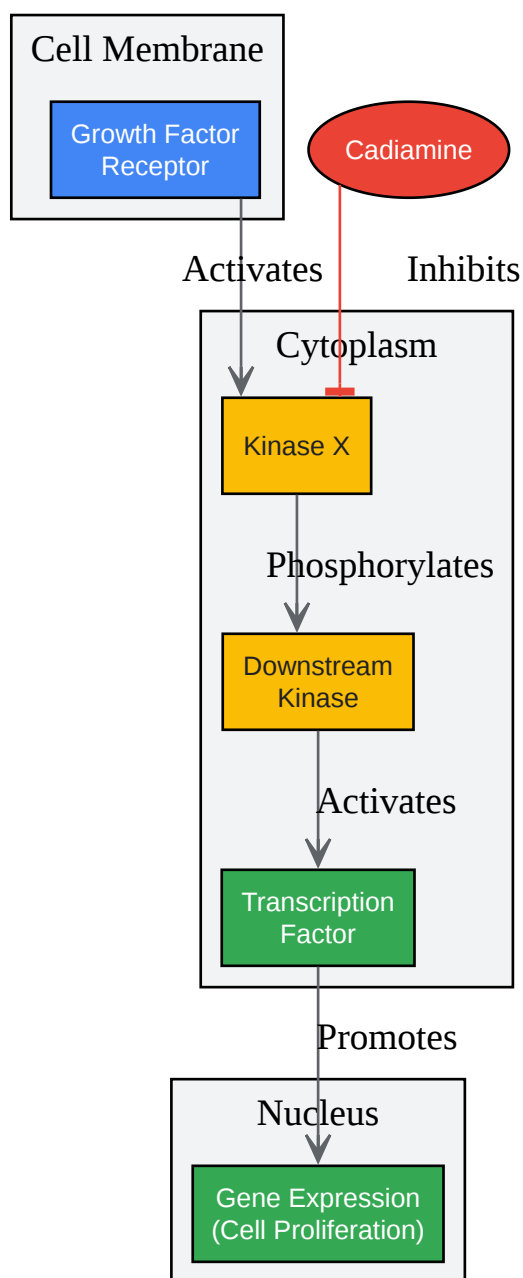 Cell Membrane
Growth Factor
Receptor
Cadiamine
Activates
Inhibits
Cytoplasm
Kinase X
Phosphorylates
Downstream
Kinase
Activates
Transcription
Factor
Promotes
Nucleus
Gene Expression
(Cell Proliferation)